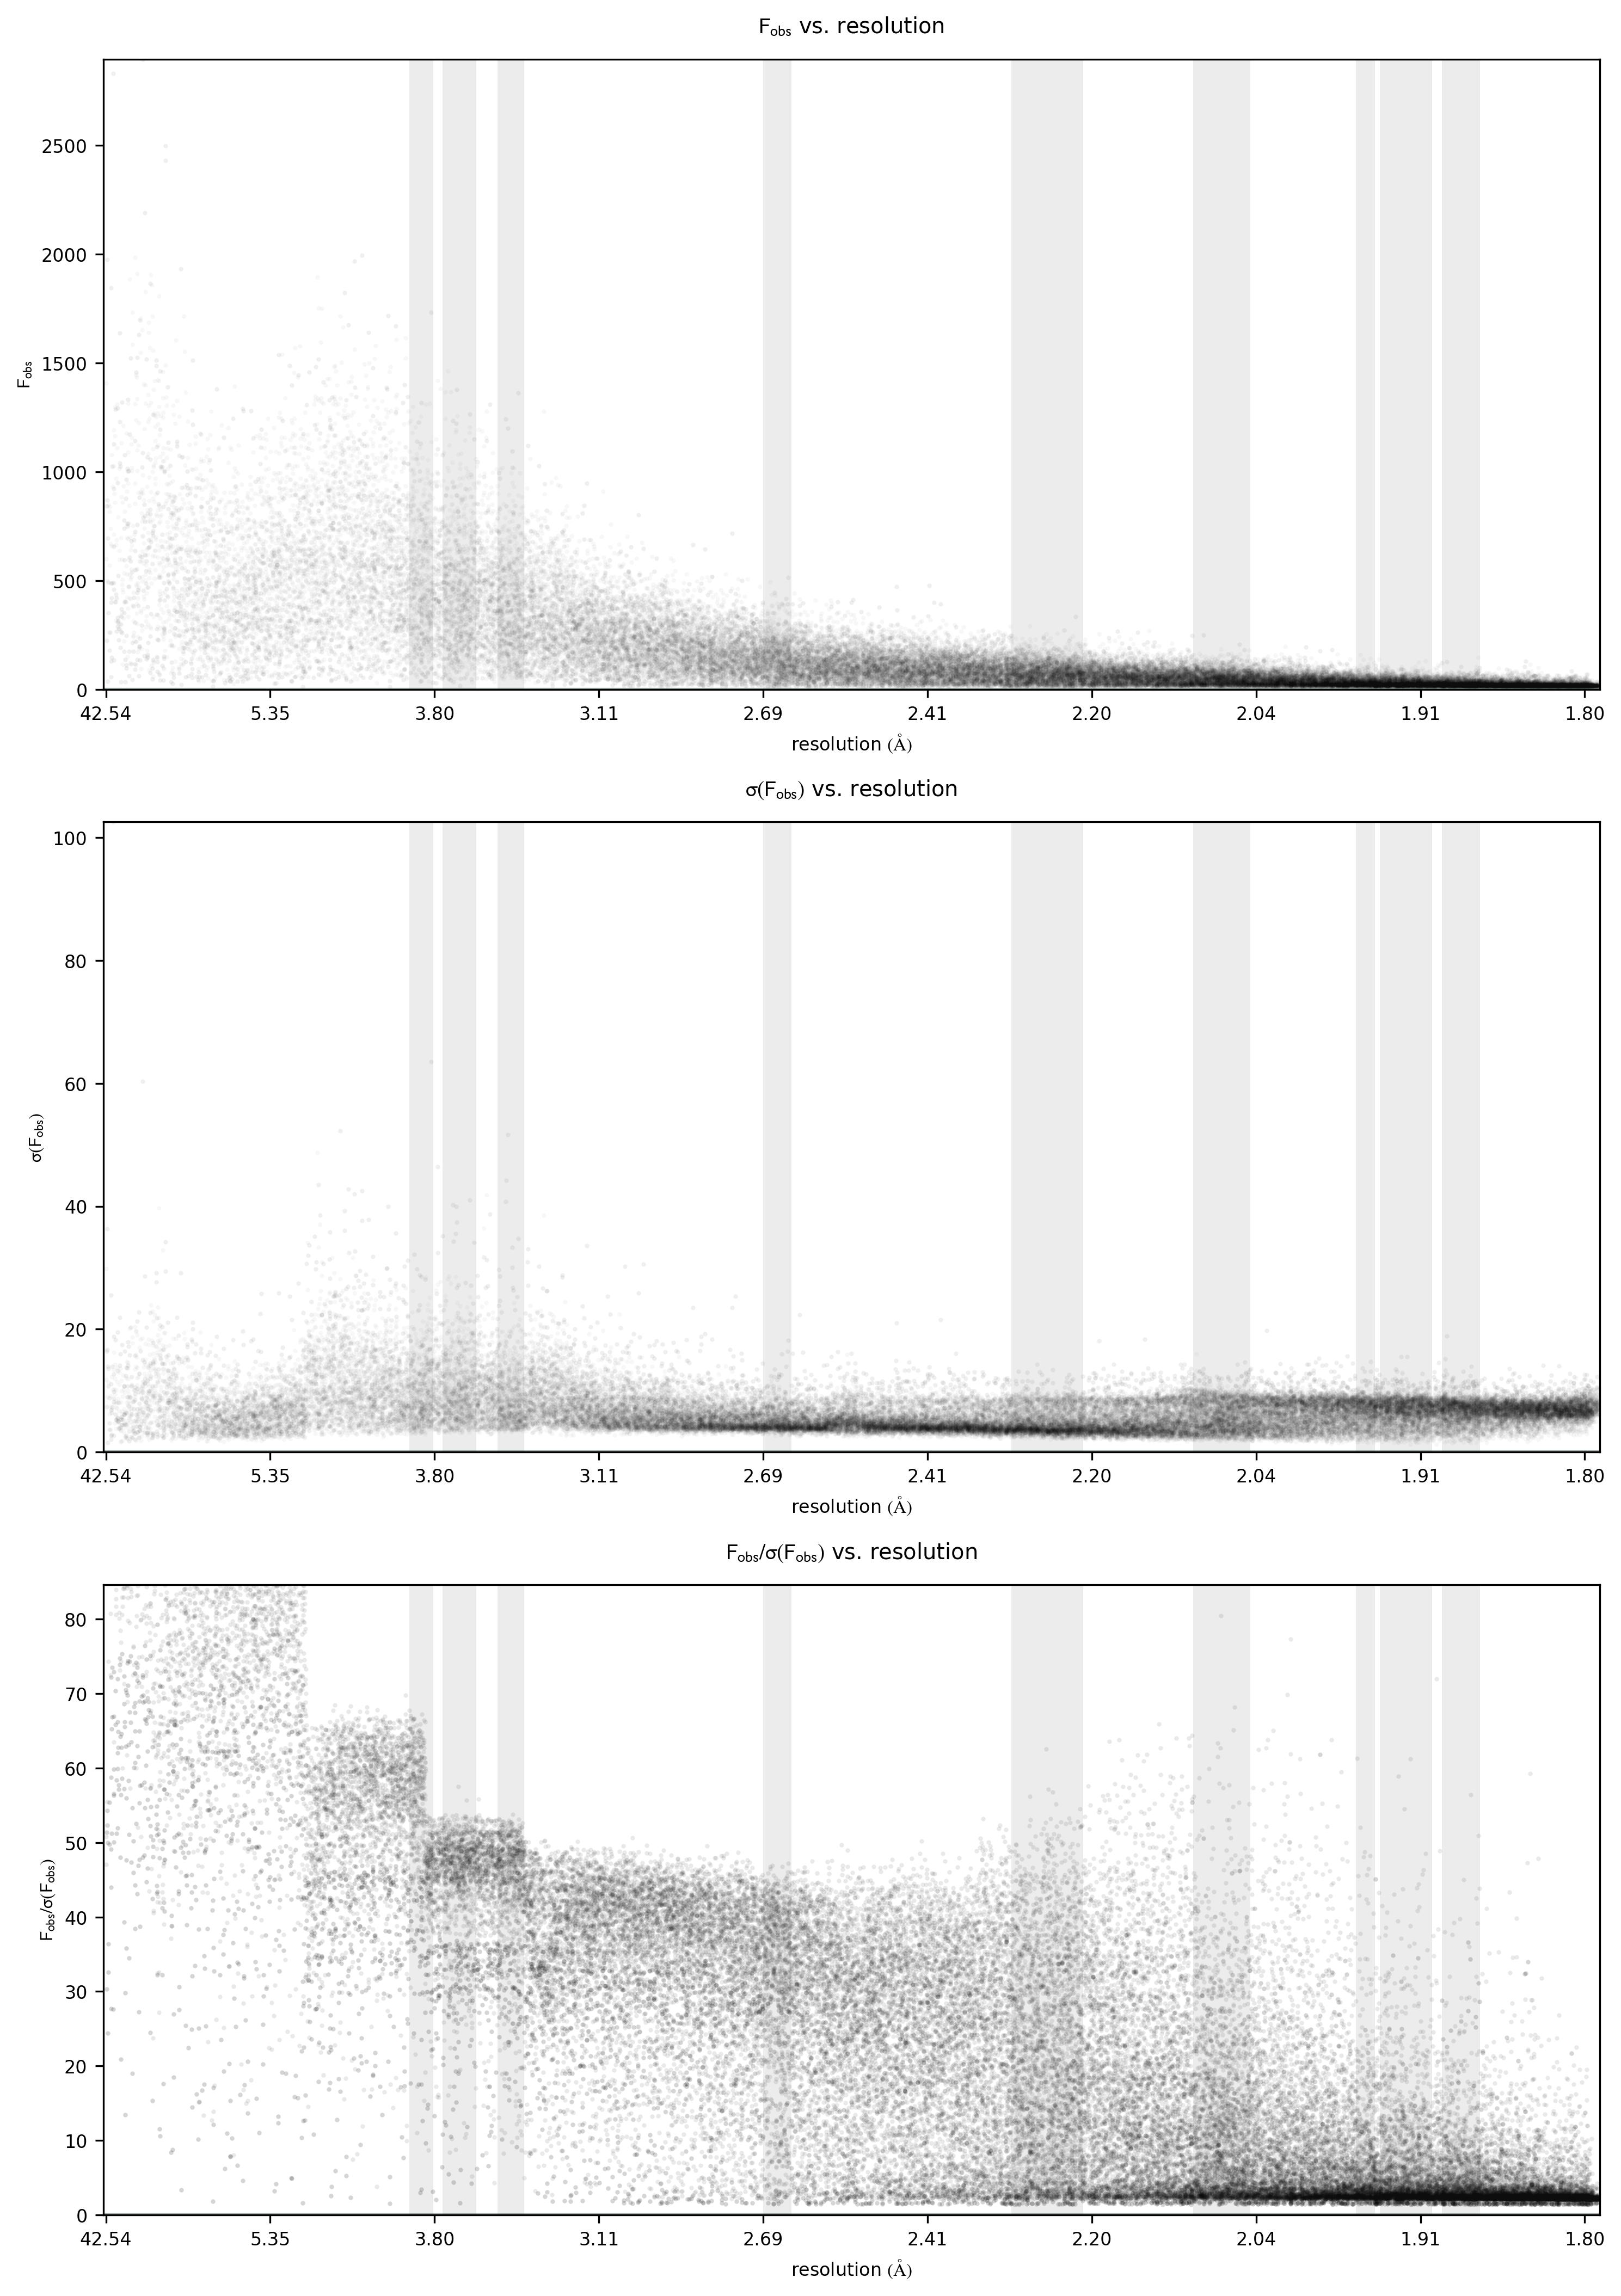 Fobs vs. resolution
2500
2000
1500
1000
500
0
Fobs
42.54 5.35 3.80 3.11 2.69 2.41 2.20 2.04 1.91 1.80
resolution (Å)
σ(Fobs) vs. resolution
100
80
60
40
20
0
σ(Fobs)
42.54 5.35 3.80 3.11 2.69 2.41 2.20 2.04 1.91 1.80
resolution (Å)
Fobs/σ(Fobs) vs. resolution
80
70
60
50
40
30
20
10
0
Fobs/σ(Fobs)
42.54 5.35 3.80 3.11 2.69 2.41 2.20 2.04 1.91 1.80
resolution (Å)